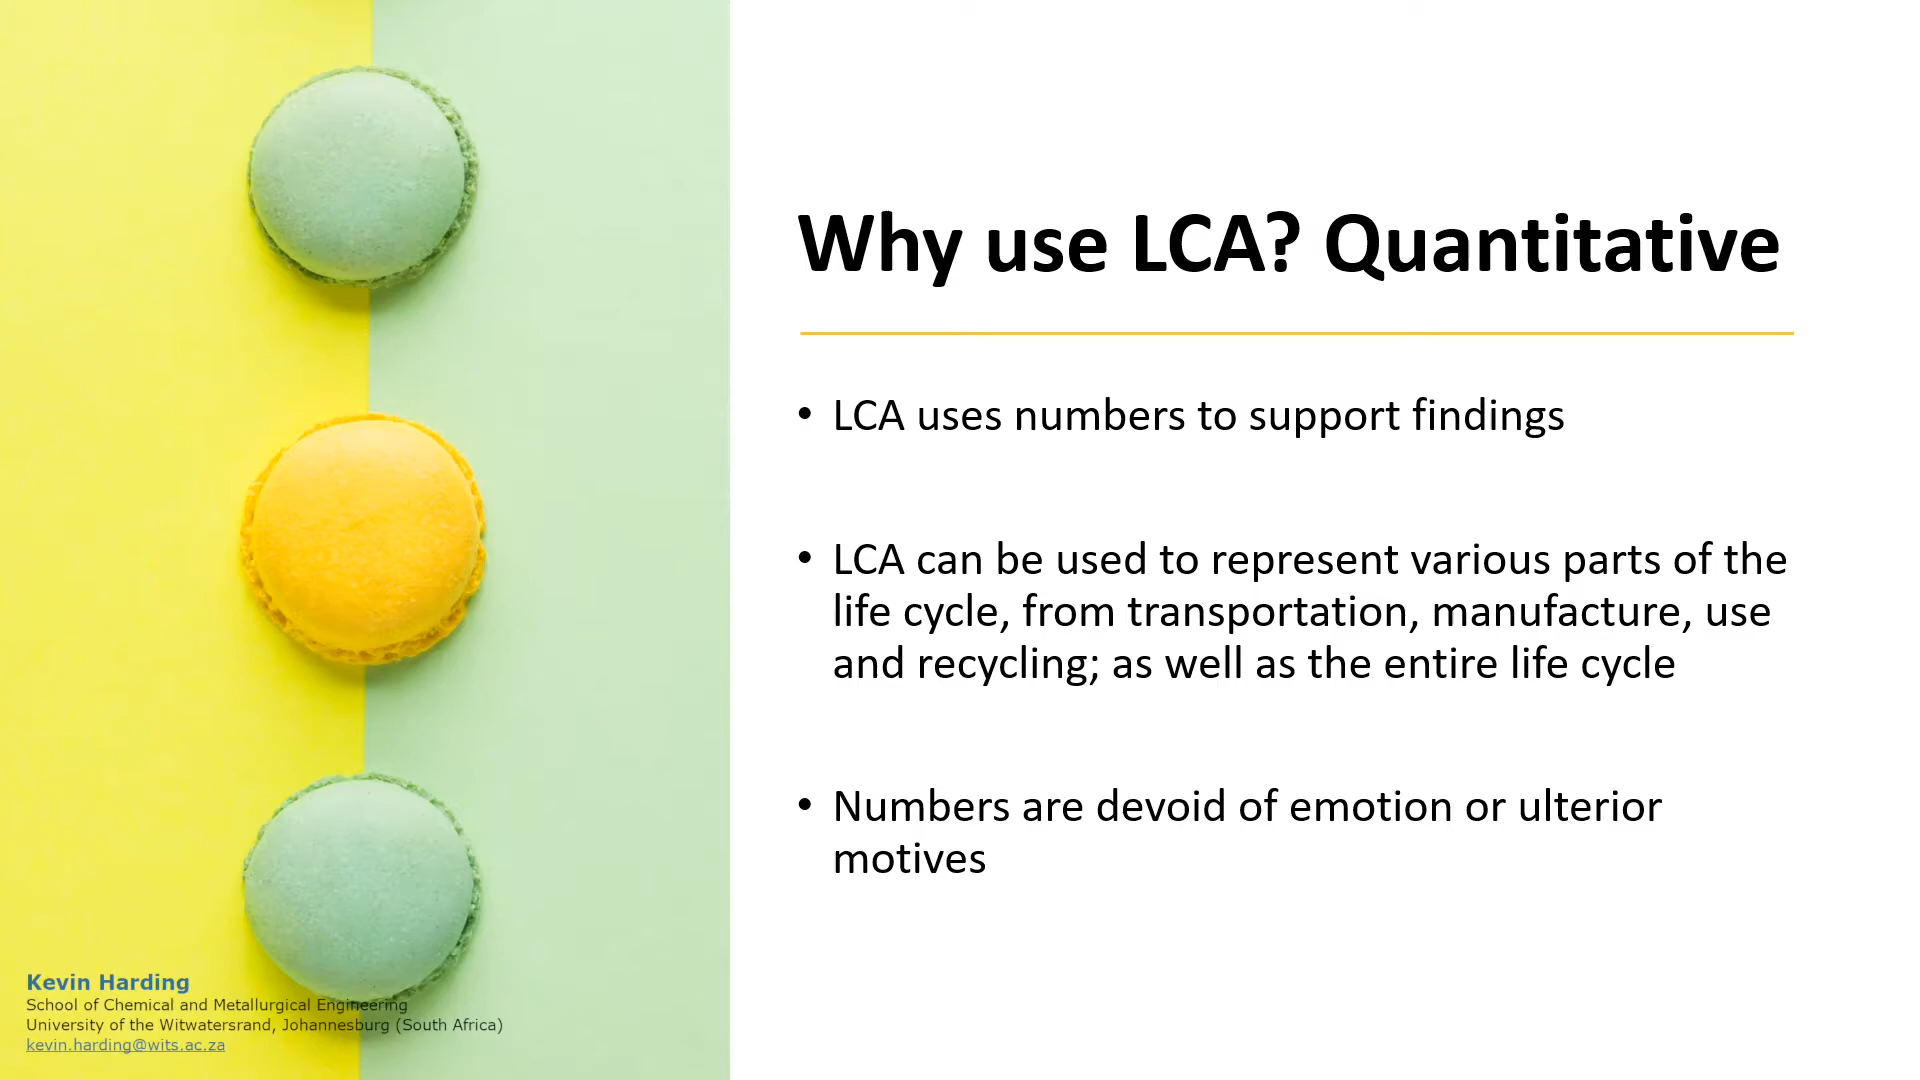 Why use LCA? Quantitative
• LCA uses numbers to support findings
• LCA can be used to represent various parts of the
life cycle, from transportation, manufacture, use
and recycling; as well as the entire life cycle
• Numbers are devoid of emotion or ulterior
motives
Kevin Harding
School of Chemical and Metallurgical Engineering
University of the Witwatersrand, Johannesburg (South Africa)
kevin.harding@wits.ac.za